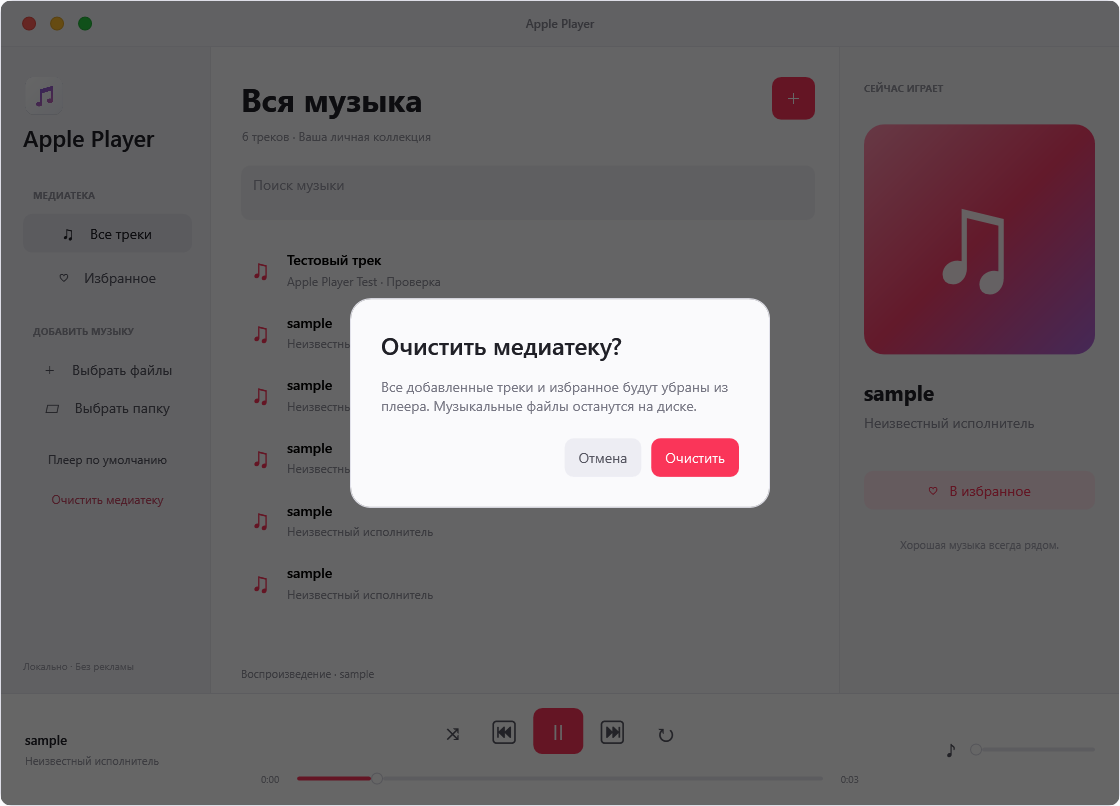 Apple Player
Apple Player
МЕДИАТЕКА
Все треки
Избранное
ДОБАВИТЬ МУЗЫКУ
Выбрать файлы
Выбрать папку
Плеер по умолчанию
Очистить медиатеку
Локально · Без рекламы
Вся музыка
6 треков · Ваша личная коллекция
Поиск музыки
Тестовый трек
Apple Player Test · Проверка
sample
Неизвестн
sample
Неизвестн
sample
Неизвестн
sample
Неизвестный исполнитель
sample
Неизвестный исполнитель
Воспроизведение · sample
Очистить медиатеку?
Все добавленные треки и избранное будут убраны из
плеера. Музыкальные файлы останутся на диске.
Отмена
Очистить
СЕЙЧАС ИГРАЕТ
sample
Неизвестный исполнитель
В избранное
Хорошая музыка всегда рядом.
sample
Неизвестный исполнитель
0:00
0:03